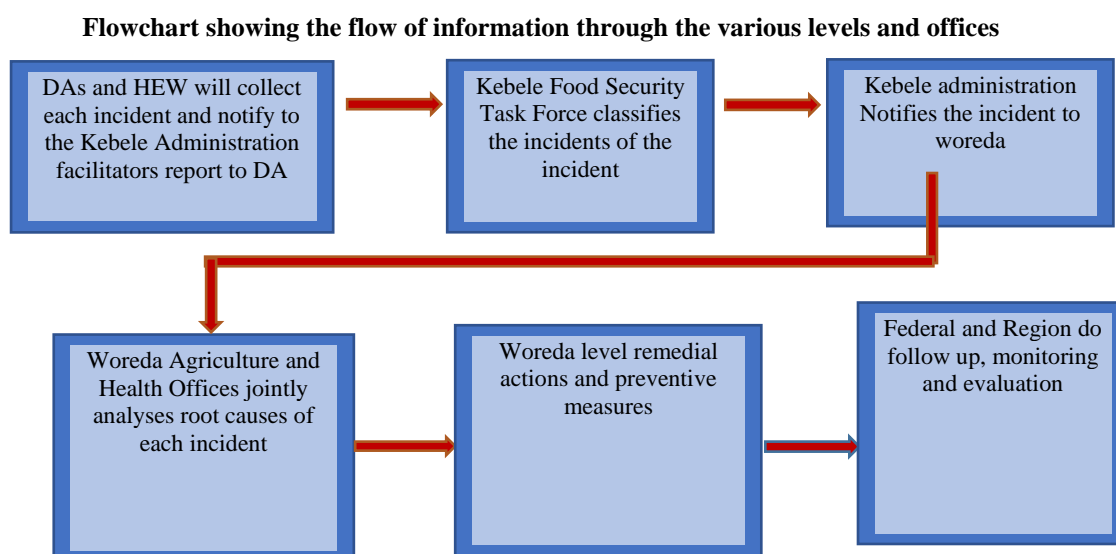 Flowchart showing the flow of information through the various levels and offices
DAs and HEW will collect
each incident and notify to
the Kebele Administration
facilitators report to DA
Kebele Food Security
Task Force classifies
the incidents of the
incident
Kebele administration
Notifies the incident to
woreda
Woreda Agriculture and
Health Offices jointly
analyses root causes of
each incident
Woreda level remedial
actions and preventive
measures
Federal and Region do
follow up, monitoring
and evaluation